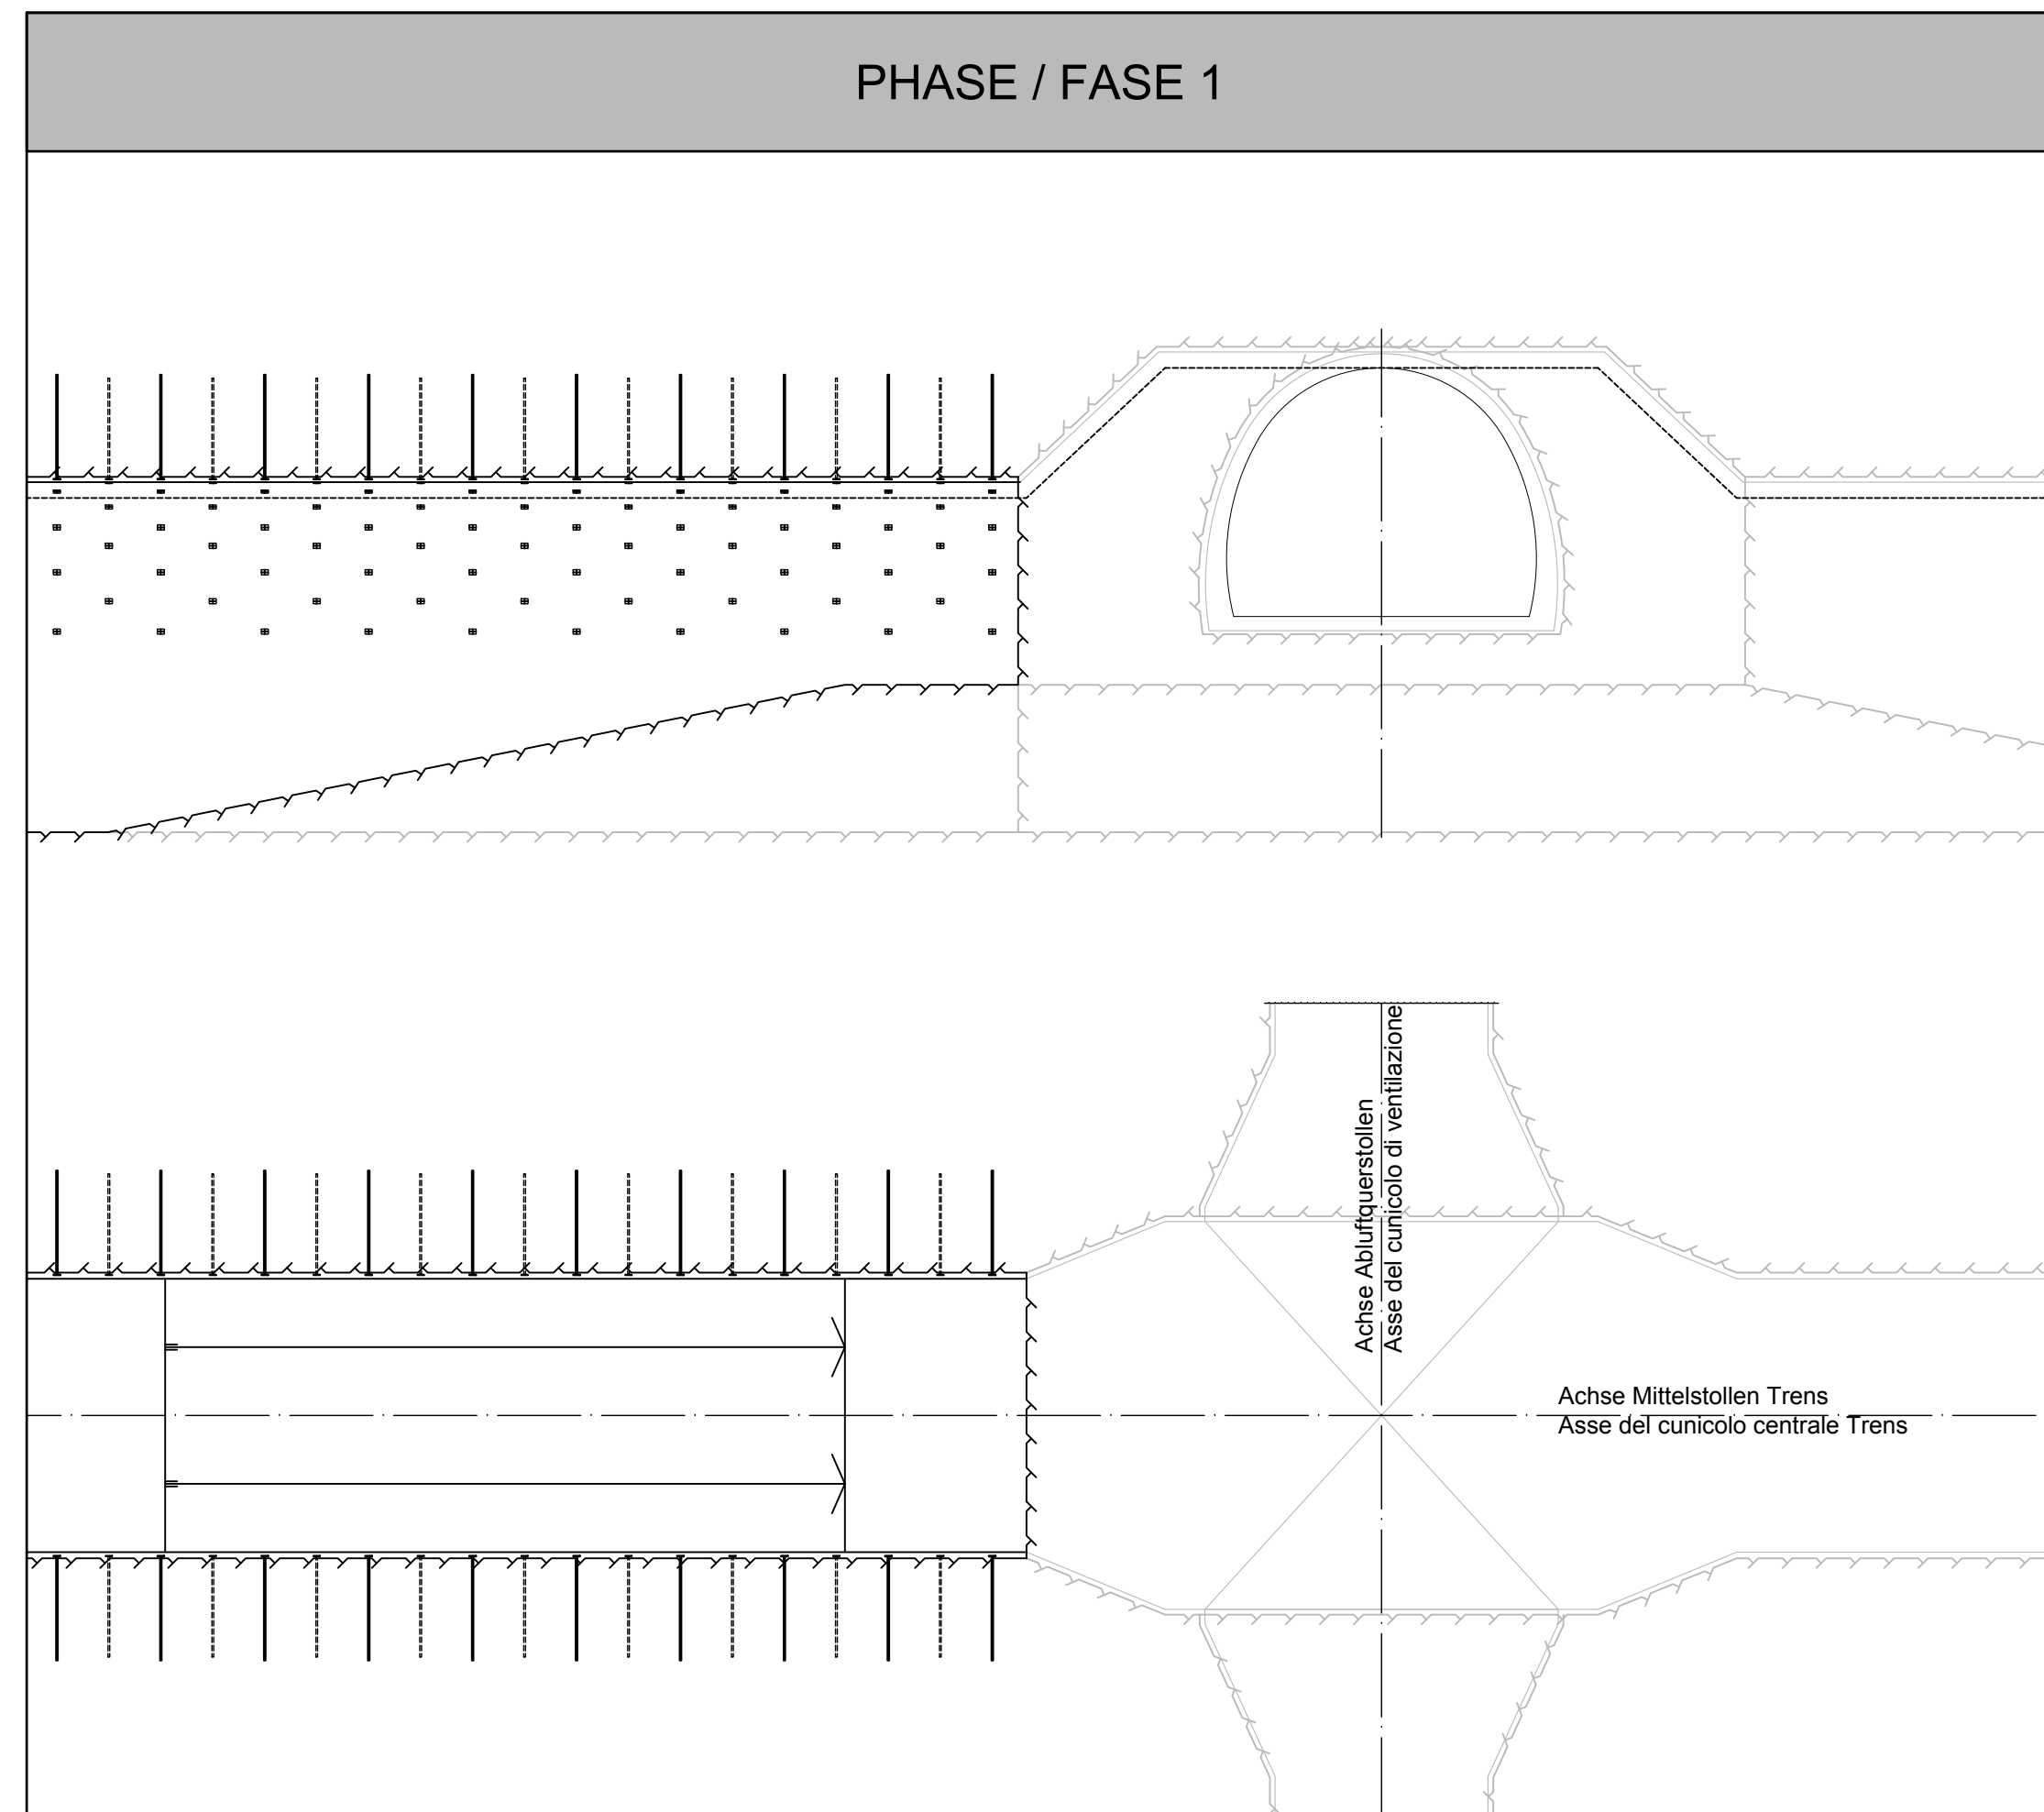 PHASE / FASE 1
Achse Abluftquerstollen
Asse del cunicolo di ventilazione
Achse Mittelstollen Trens
Asse del cunicolo centrale Trens